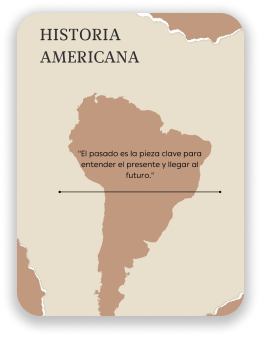 HISTORIA
AMERICANA
"El pasado es la pieza clave para
entender el presente y llegar al
futuro."